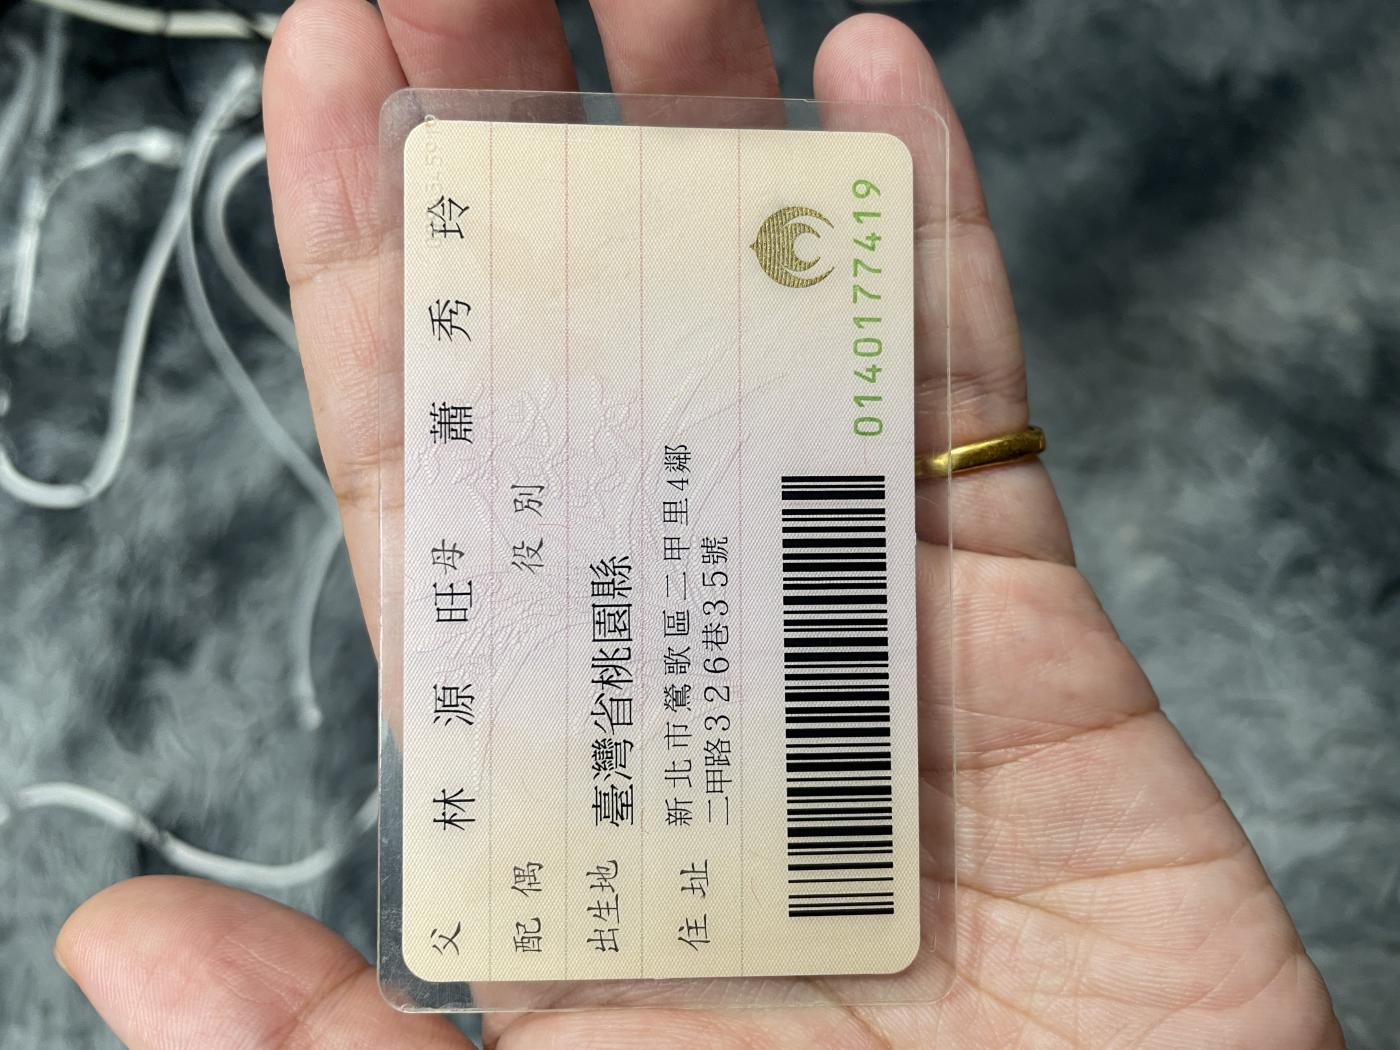 父 林源旺 母 蕭秀玲
配偶 役別
出生地 臺灣省桃園縣
住址 新北市鶯歌區二甲里4鄰
二甲路326巷35號
0140177419